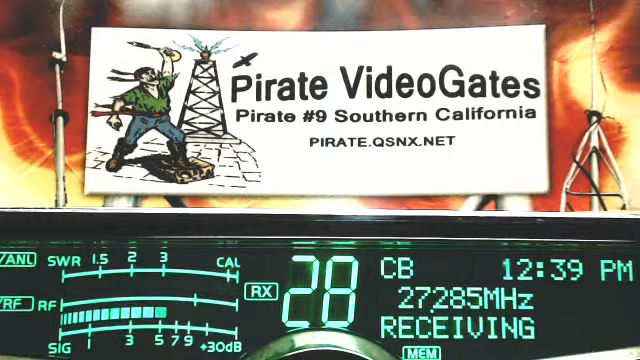 Pirate VideoGates
Pirate #9 Southern California
PIRATE.QSNX.NET
/ANL SWR 1.5 2 3 CAL
CB 12:39 PM
RX 28
27285MHz
/RF RF
RECEIVING
SIG 1 3 5 7 9 +30dB
MEM